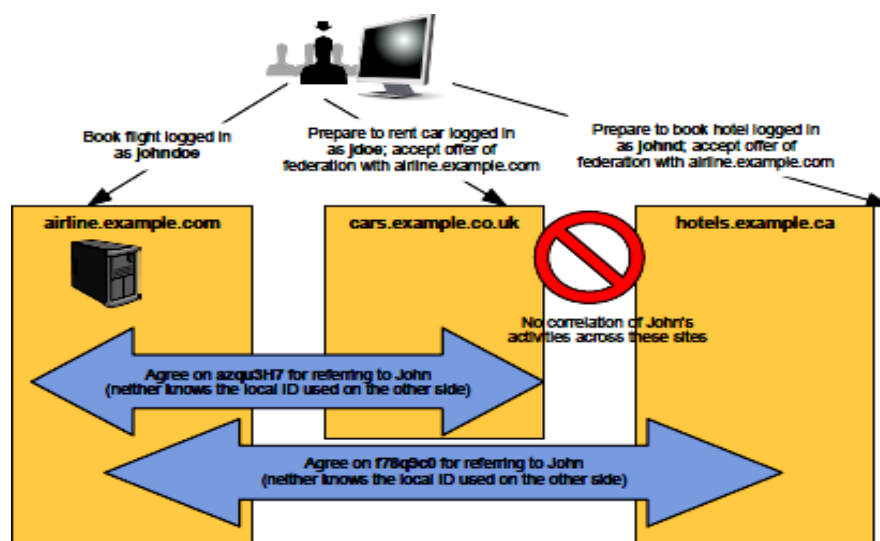 Book flight logged in
as johndoe
Prepare to rent car logged in
as jdoe; accept offer of
federation with airline.example.com
Prepare to book hotel logged in
as johnd; accept offer of
federation with airline.example.com
airline.example.com
cars.example.co.uk
hotels.example.ca
No correlation of John's
activities across these sites
Agree on azqu3H7 for referring to John
(neither knows the local ID used on the other side)
Agree on f78q9c0 for referring to John
(neither knows the local ID used on the other side)